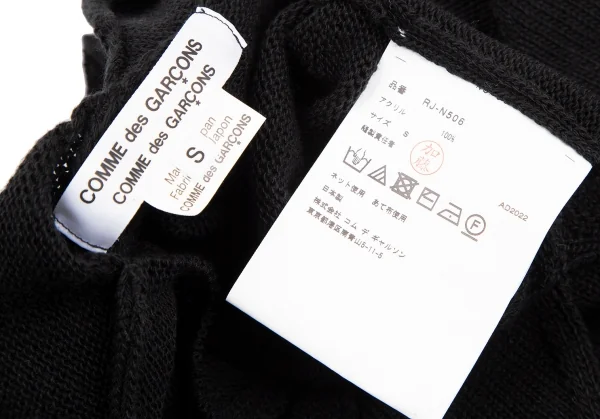 COMME des GARÇONS
COMME des GARÇONS
S
pan
Japon
Fabri
COMME des GARÇONS
品番 RJ-N506
アクリル 100%
サイズ S
縫製責任者 加勢
ネット使用 あて布使用
日本製
株式会社 コム デ ギャルソン
東京都港区南青山5-11-5
AD2022
F